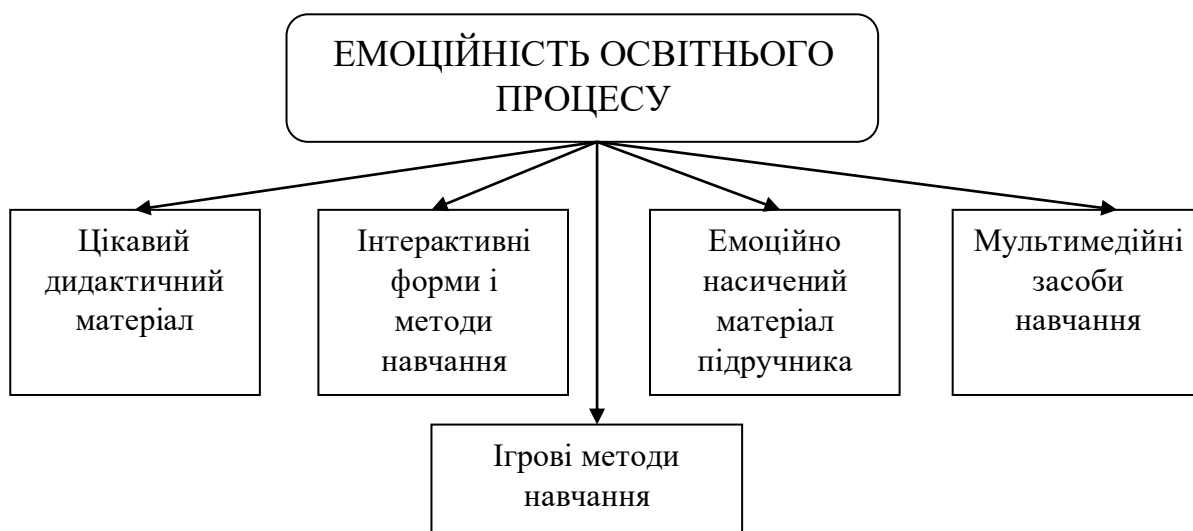 ЕМОЦІЙНІСТЬ ОСВІТНЬОГО
ПРОЦЕСУ
Цікавий
дидактичний
матеріал
Інтерактивні
форми і
методи
навчання
Емоційно
насичений
матеріал
підручника
Мультимедійні
засоби
навчання
Ігрові методи
навчання